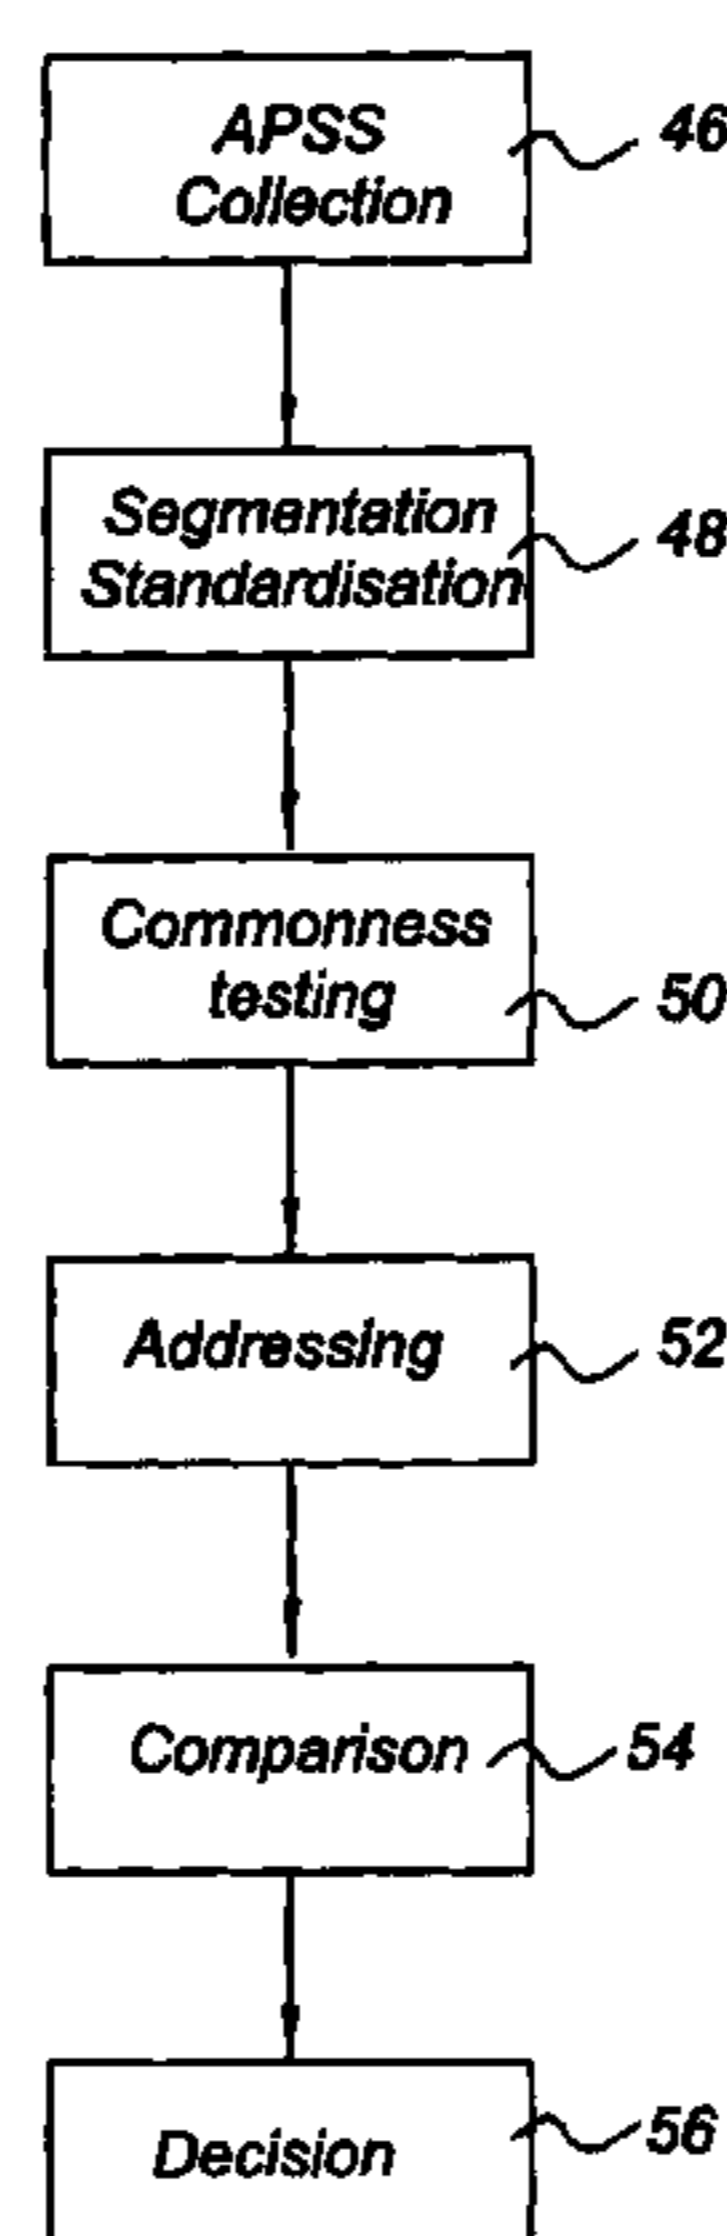 APSS
Collection
46
Segmentation
Standardisation
48
Commonness
testing
50
Addressing
52
Comparison
54
Decision
56